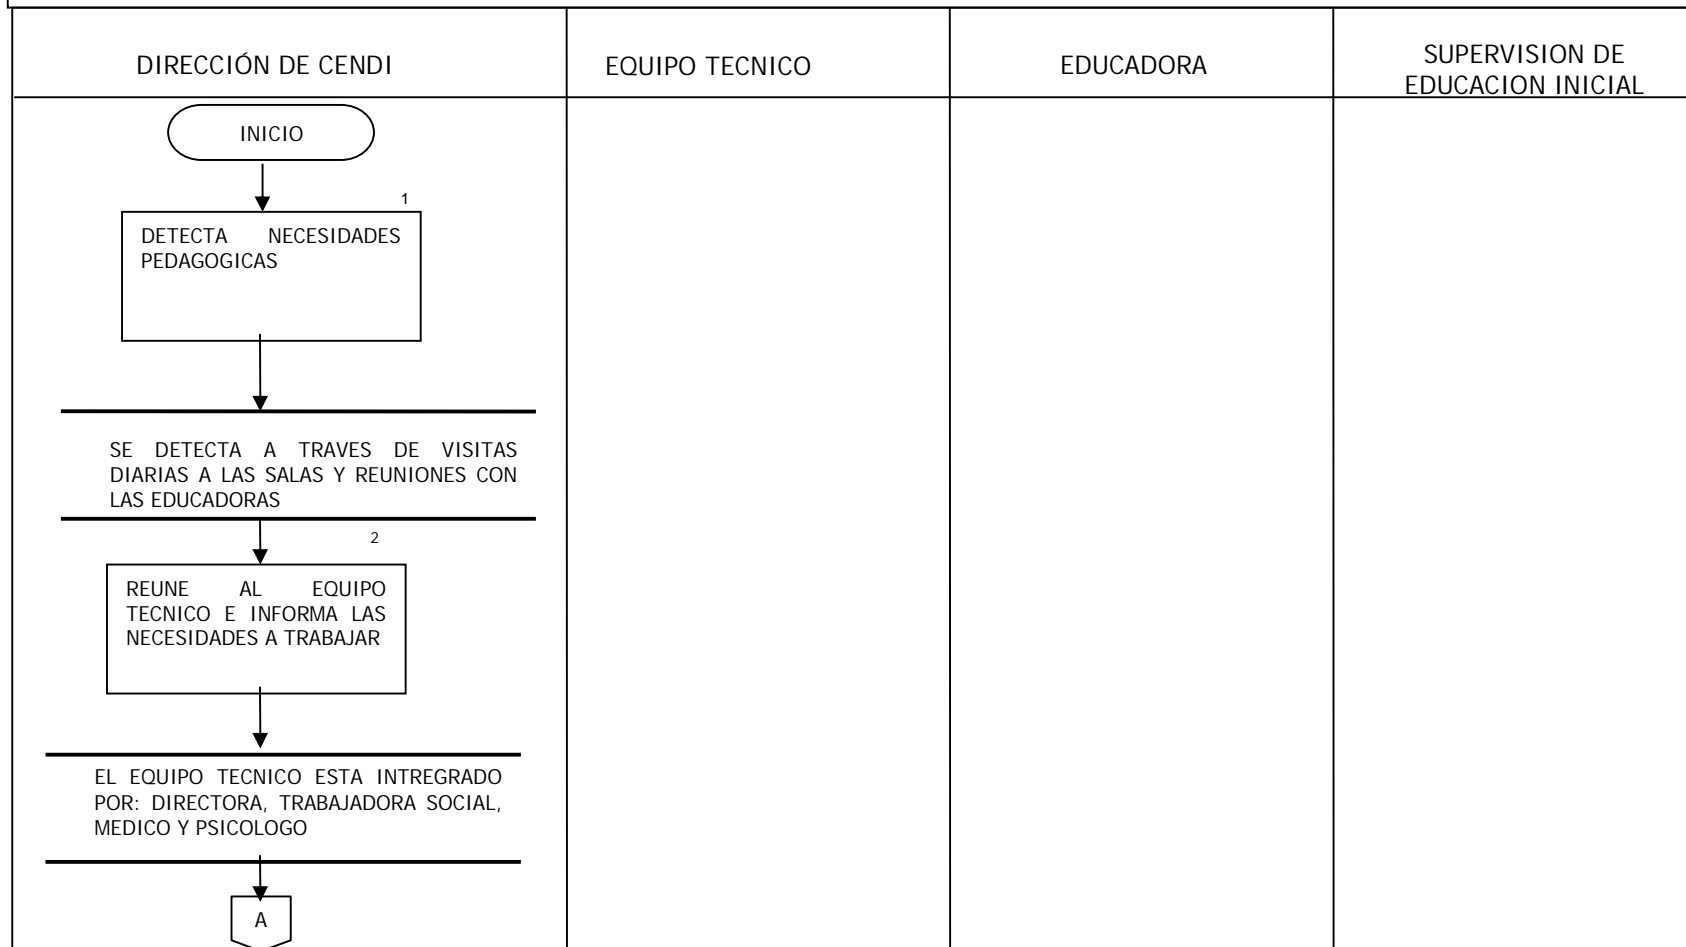 DIRECCIÓN DE CENDI
EQUIPO TECNICO
EDUCADORA
SUPERVISION DE
EDUCACION INICIAL
INICIO
1
DETECTA NECESIDADES
PEDAGOGICAS
SE DETECTA A TRAVES DE VISITAS
DIARIAS A LAS SALAS Y REUNIONES CON
LAS EDUCADORAS
2
REUNE AL EQUIPO
TECNICO E INFORMA LAS
NECESIDADES A TRABAJAR
EL EQUIPO TECNICO ESTA INTREGRADO
POR: DIRECTORA, TRABAJADORA SOCIAL,
MEDICO Y PSICOLOGO
A